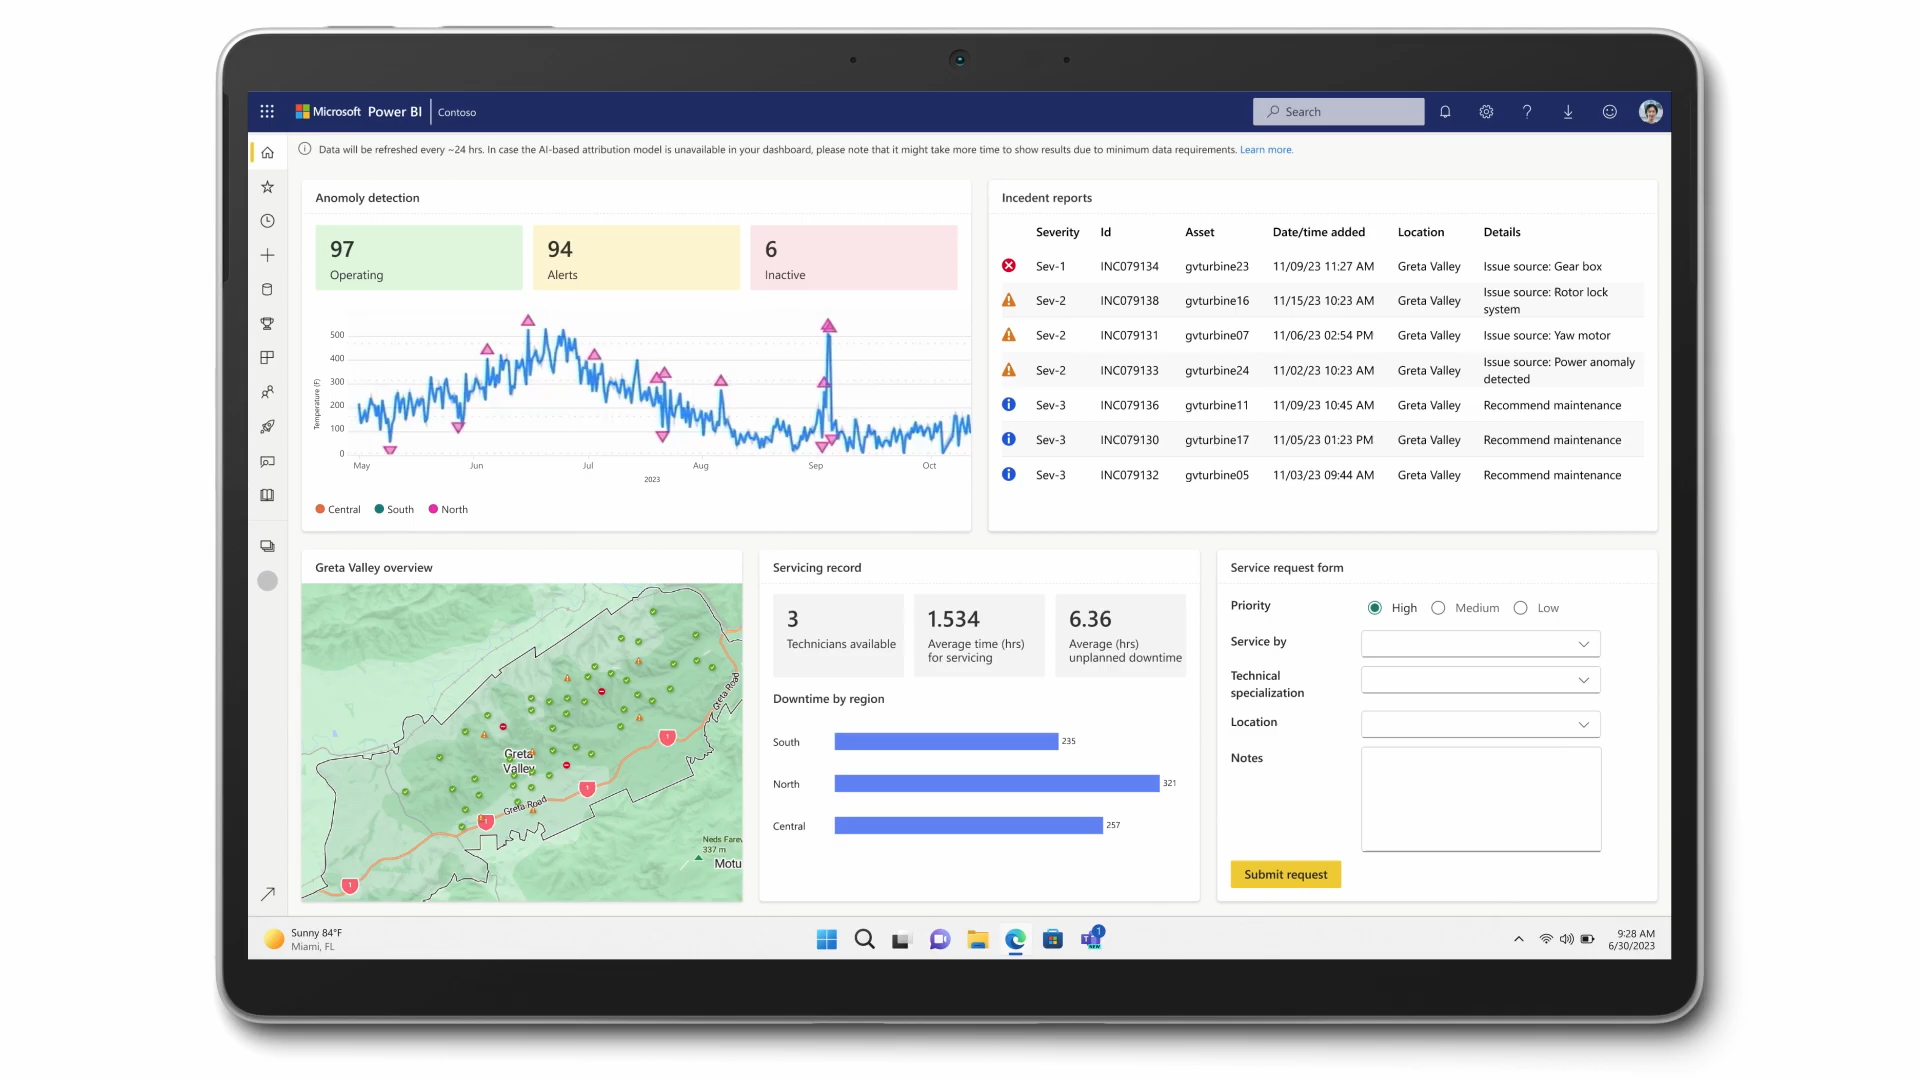 Microsoft Power BI Contoso
Search
Data will be refreshed every ~24 hrs. In case the AI-based attribution model is unavailable in your dashboard, please note that it might take more time to show results due to minimum data requirements. Learn more.
Anomoly detection
97
Operating
94
Alerts
6
Inactive
Temperature (F)
500
400
300
200
100
0
May Jun Jul Aug Sep Oct
2023
Central South North
Incedent reports
Severity Id Asset Date/time added Location Details
Sev-1 INC079134 gvturbine23 11/09/23 11:27 AM Greta Valley Issue source: Gear box
Sev-2 INC079138 gvturbine16 11/15/23 10:23 AM Greta Valley Issue source: Rotor lock
system
Sev-2 INC079131 gvturbine07 11/06/23 02:54 PM Greta Valley Issue source: Yaw motor
Sev-2 INC079133 gvturbine24 11/02/23 10:23 AM Greta Valley Issue source: Power anomaly
detected
Sev-3 INC079136 gvturbine11 11/09/23 10:45 AM Greta Valley Recommend maintenance
Sev-3 INC079130 gvturbine17 11/05/23 01:23 PM Greta Valley Recommend maintenance
Sev-3 INC079132 gvturbine05 11/03/23 09:44 AM Greta Valley Recommend maintenance
Greta Valley overview
Greta Road
1
Greta
Valley
1
Greta Road
1
Neds Farew
337 m
Motu
1
Servicing record
3
Technicians available
1.534
Average time (hrs)
for servicing
6.36
Average (hrs)
unplanned downtime
Downtime by region
South 235
North 321
Central 257
Service request form
Priority High Medium Low
Service by
Technical
specialization
Location
Notes
Submit request
Sunny 84°F
Miami, FL
1
NEW
9:28 AM
6/30/2023